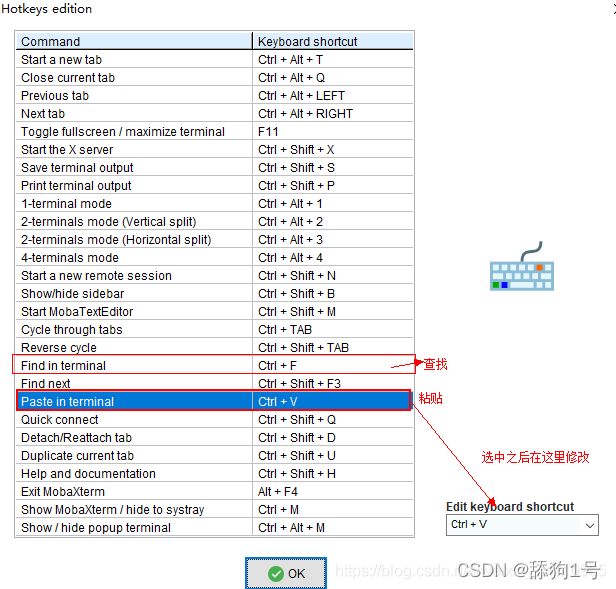 Hotkeys edition
Command Keyboard shortcut
Start a new tab Ctrl + Alt + T
Close current tab Ctrl + Alt + Q
Previous tab Ctrl + Alt + LEFT
Next tab Ctrl + Alt + RIGHT
Toggle fullscreen / maximize terminal F11
Start the X server Ctrl + Shift + X
Save terminal output Ctrl + Shift + S
Print terminal output Ctrl + Shift + P
1-terminal mode Ctrl + Alt + 1
2-terminals mode (Vertical split) Ctrl + Alt + 2
2-terminals mode (Horizontal split) Ctrl + Alt + 3
4-terminals mode Ctrl + Alt + 4
Start a new remote session Ctrl + Shift + N
Show/hide sidebar Ctrl + Shift + B
Start MobaTextEditor Ctrl + Shift + M
Cycle through tabs Ctrl + TAB
Reverse cycle Ctrl + Shift + TAB
Find in terminal Ctrl + F 查找
Find next Ctrl + Shift + F3
Paste in terminal Ctrl + V 粘贴
Quick connect Ctrl + Shift + Q
Detach/Reattach tab Ctrl + Shift + D
Duplicate current tab Ctrl + Shift + U
选中之后在这里修改
Help and documentation Ctrl + Shift + H
Exit MobaXterm Alt + F4
Show MobaXterm / hide to systray Ctrl + M
Show / hide popup terminal Ctrl + Alt + M
Edit keyboard shortcut
Ctrl + V
OK
https://blog.csdn.n
CSDN @舔狗1号